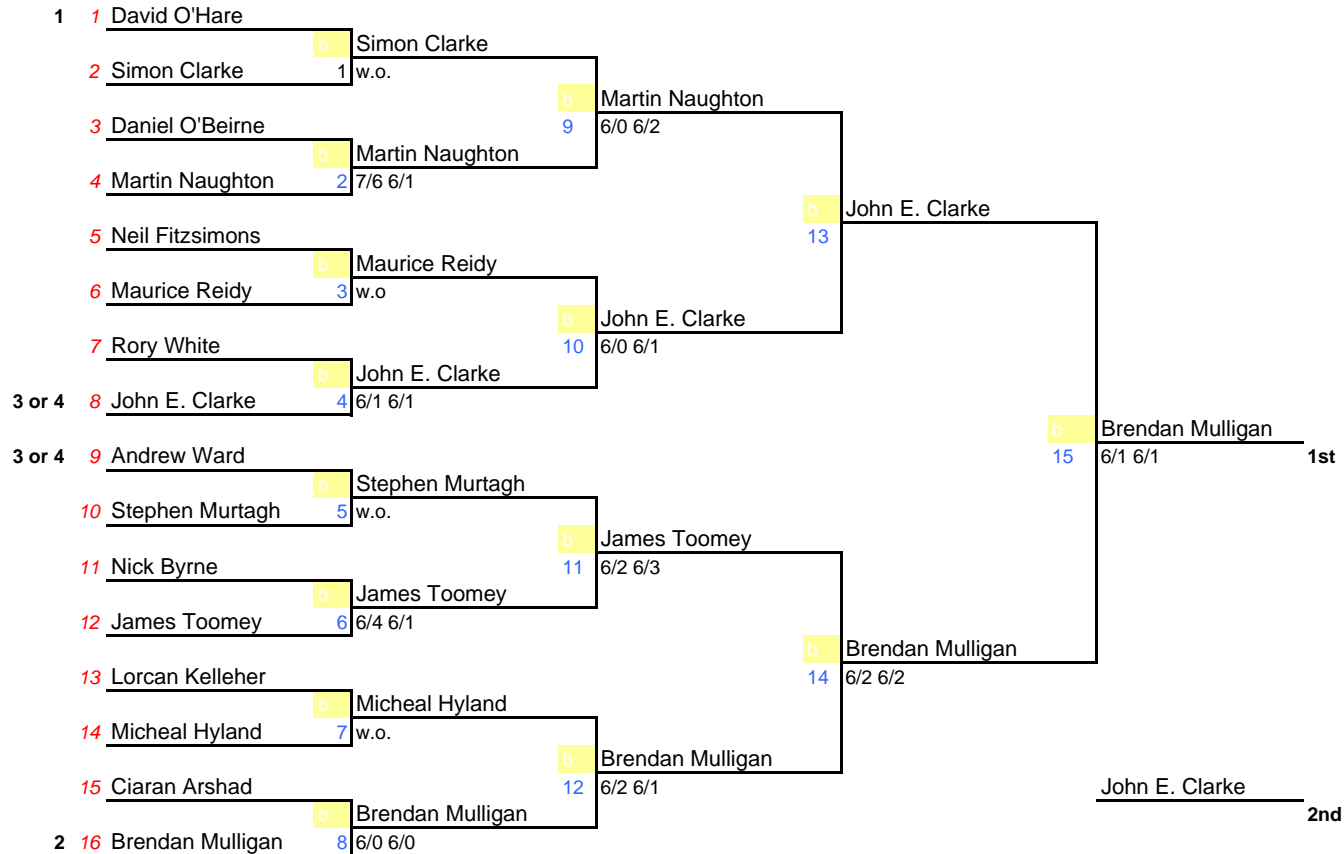 1 1 David O'Hare
b Simon Clarke
2 Simon Clarke 1 w.o.
b Martin Naughton
3 Daniel O'Beirne 9 6/0 6/2
b Martin Naughton
4 Martin Naughton 2 7/6 6/1
b John E. Clarke
5 Neil Fitzsimons 13
b Maurice Reidy
6 Maurice Reidy 3 w.o
b John E. Clarke
7 Rory White 10 6/0 6/1
b John E. Clarke
3 or 4 8 John E. Clarke 4 6/1 6/1
b Brendan Mulligan
3 or 4 9 Andrew Ward 15 6/1 6/1 1st
b Stephen Murtagh
10 Stephen Murtagh 5 w.o.
b James Toomey
11 Nick Byrne 11 6/2 6/3
b James Toomey
12 James Toomey 6 6/4 6/1
b Brendan Mulligan
13 Lorcan Kelleher 14 6/2 6/2
b Micheal Hyland
14 Micheal Hyland 7 w.o.
b Brendan Mulligan
15 Ciaran Arshad 12 6/2 6/1 John E. Clarke
b Brendan Mulligan 2nd
2 16 Brendan Mulligan 8 6/0 6/0